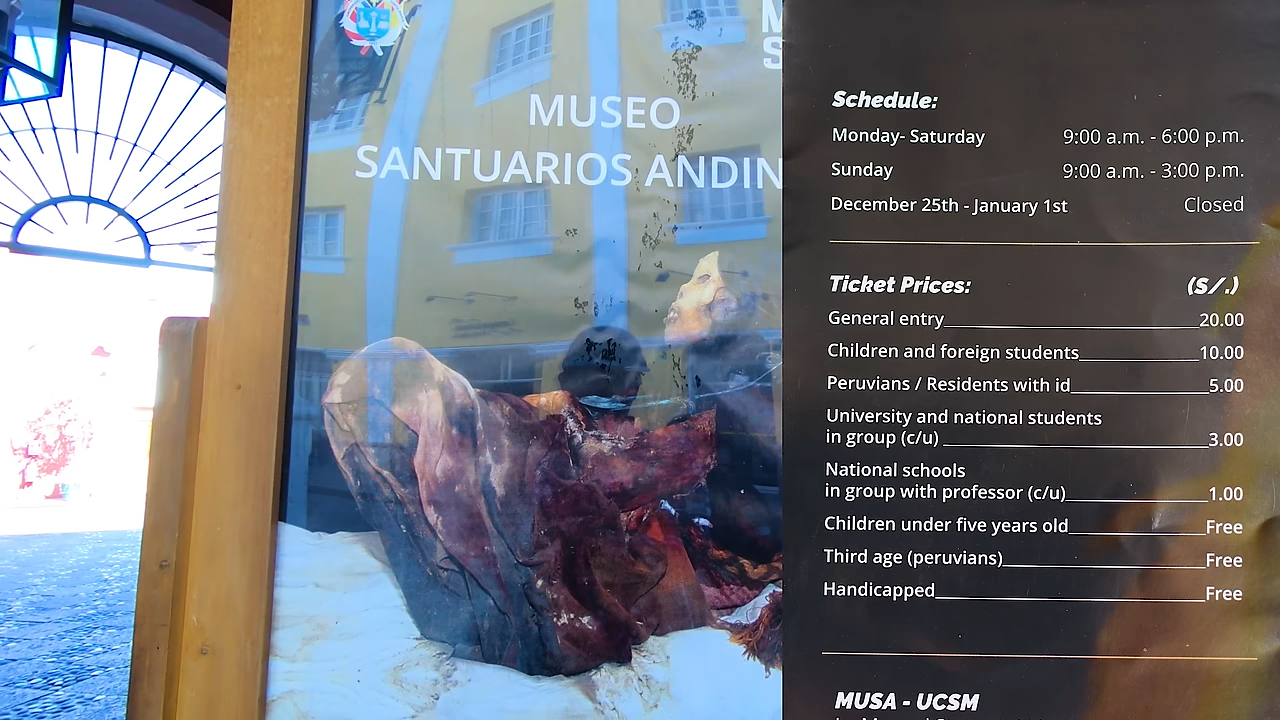 MUSEO
SANTUARIOS ANDIN
M
S
Schedule:
Monday- Saturday 9:00 a.m. - 6:00 p.m.
Sunday 9:00 a.m. - 3:00 p.m.
December 25th - January 1st Closed
Ticket Prices: (S/.)
General entry 20.00
Children and foreign students 10.00
Peruvians / Residents with id 5.00
University and national students
in group (c/u) 3.00
National schools
in group with professor (c/u) 1.00
Children under five years old Free
Third age (peruvians) Free
Handicapped Free
MUSA - UCSM